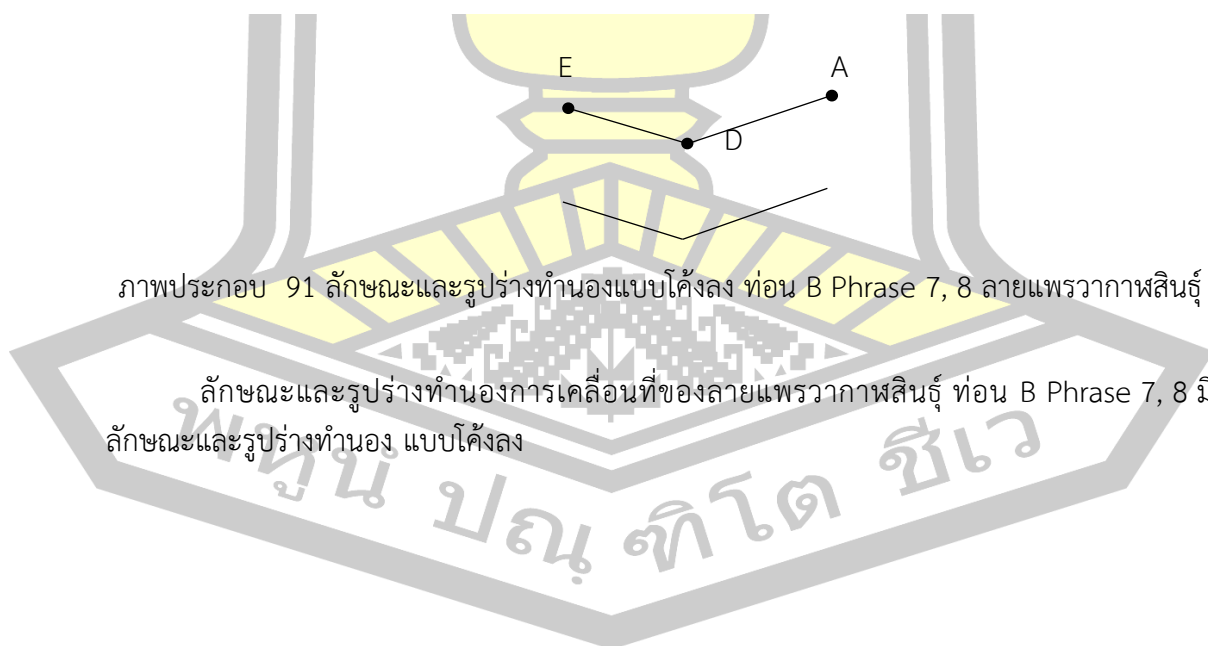 E A
D
ภาพประกอบ 91 ลักษณะและรูปร่างทำนองแบบโค้งลง ท่อน B Phrase 7, 8 ลายแพรวากาฬสินธุ์
ลักษณะและรูปร่างทำนองการเคลื่อนที่ของลายแพรวากาฬสินธุ์ ท่อน B Phrase 7, 8 มี
ลักษณะและรูปร่างทำนอง แบบโค้งลง
พหูนํ ปณฺฑิโต ชีเว